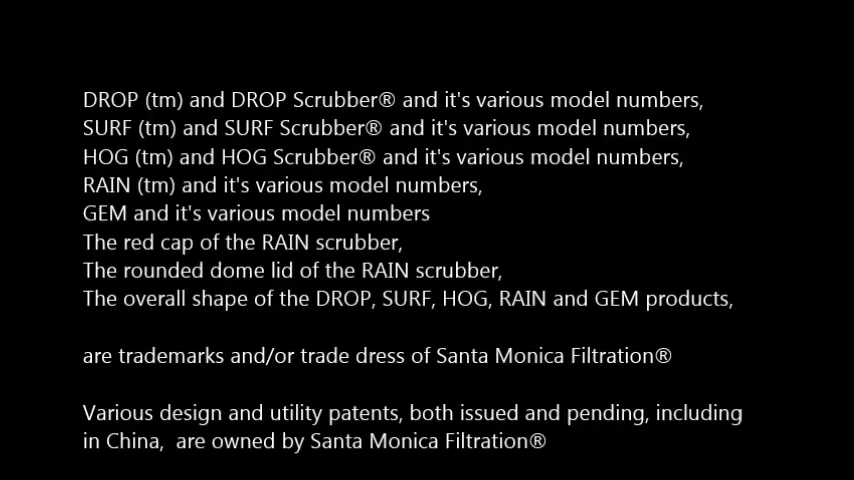 DROP (tm) and DROP Scrubber® and it's various model numbers,
SURF (tm) and SURF Scrubber® and it's various model numbers,
HOG (tm) and HOG Scrubber® and it's various model numbers,
RAIN (tm) and it's various model numbers,
GEM and it's various model numbers
The red cap of the RAIN scrubber,
The rounded dome lid of the RAIN scrubber,
The overall shape of the DROP, SURF, HOG, RAIN and GEM products,
are trademarks and/or trade dress of Santa Monica Filtration®
Various design and utility patents, both issued and pending, including
in China,  are owned by Santa Monica Filtration®